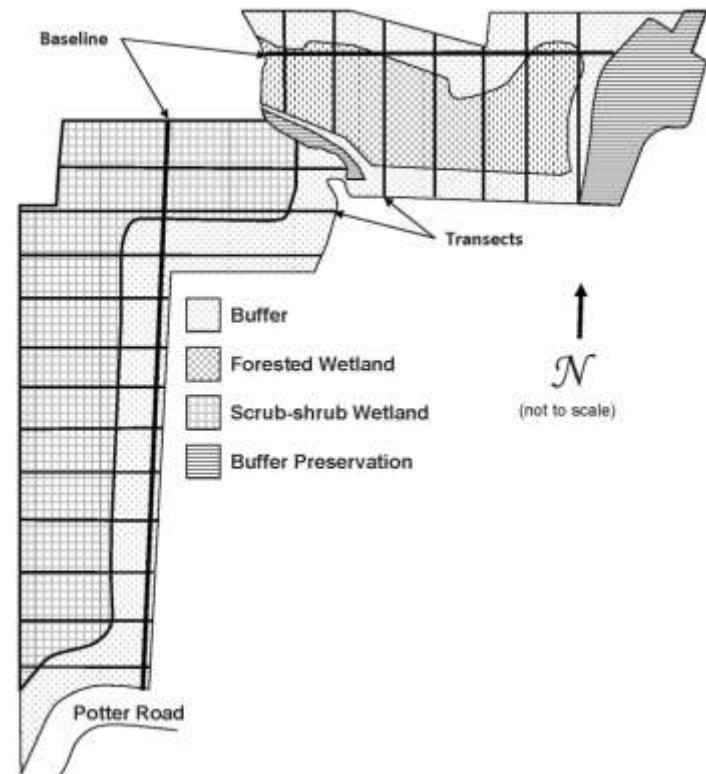 Baseline
Transects
Buffer
Forested Wetland
Scrub-shrub Wetland
Buffer Preservation
N
(not to scale)
Potter Road